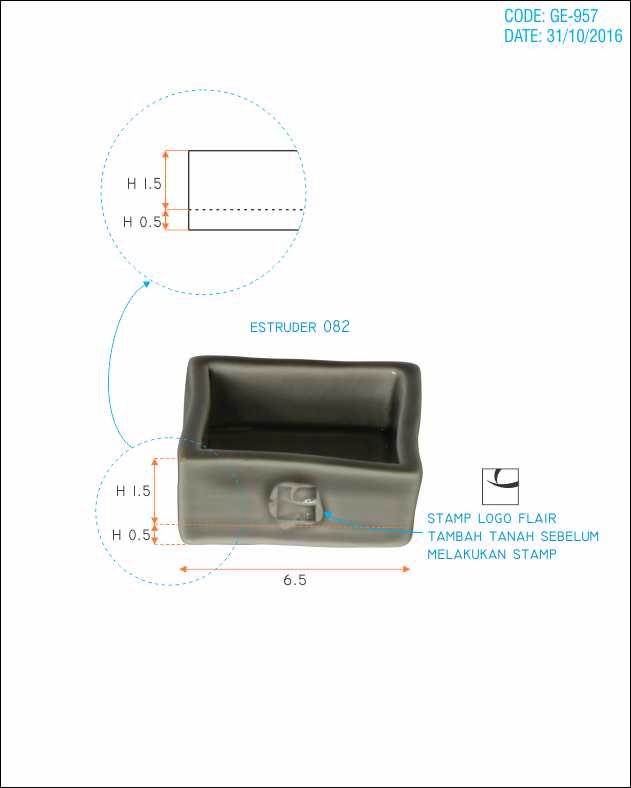 CODE: GE-957
DATE: 31/10/2016
H 1.5
H 0.5
ESTRUDER 082
H 1.5
H 0.5
STAMP LOGO FLAIR
TAMBAH TANAH SEBELUM
MELAKUKAN STAMP
6.5